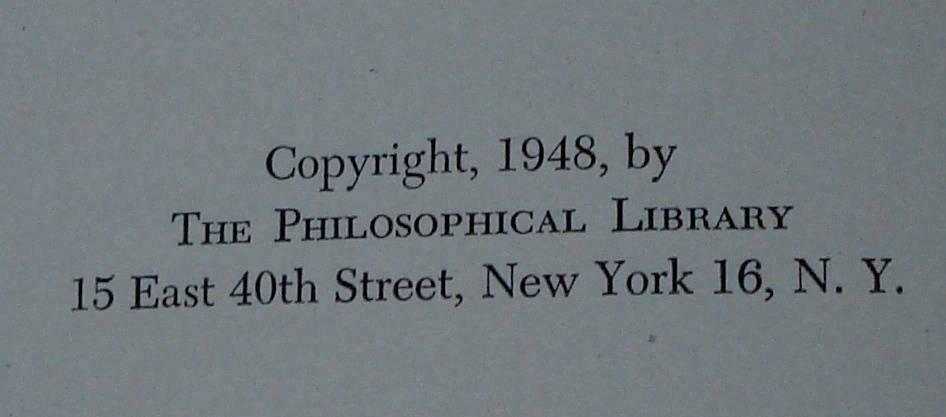 Copyright, 1948, by
THE PHILOSOPHICAL LIBRARY
15 East 40th Street, New York 16, N. Y.